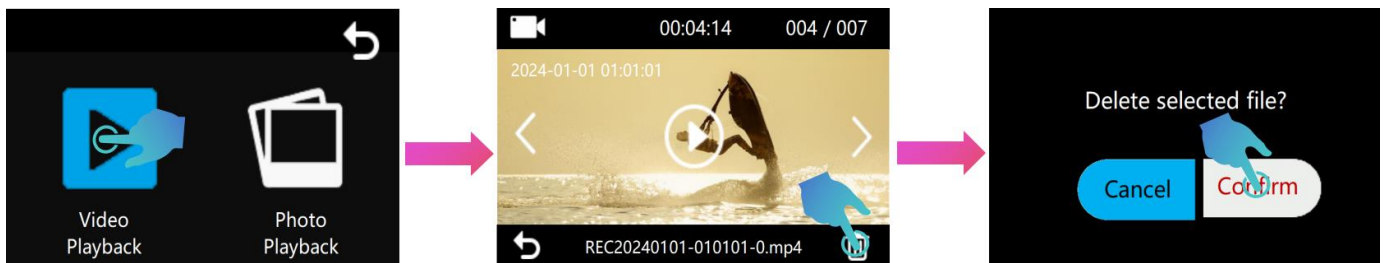 Video
Playback
Photo
Playback
00:04:14
004 / 007
2024-01-01 01:01:01
REC20240101-010101-0.mp4
Delete selected file?
Cancel
Confirm